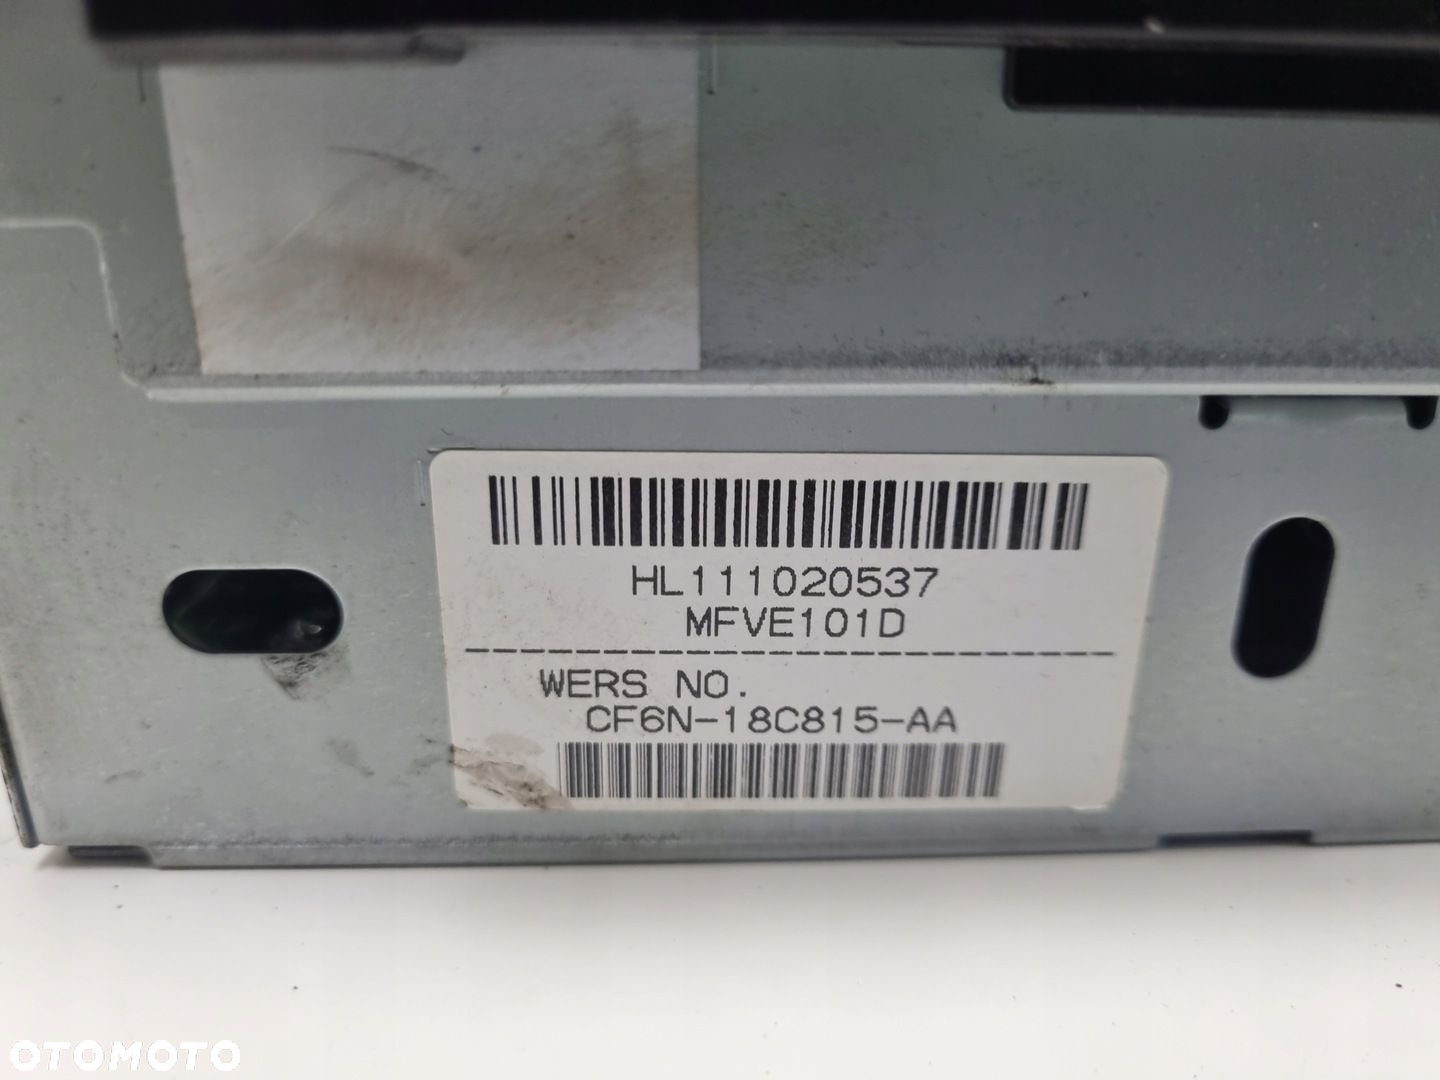 HL111020537
MFVE101D
WERS NO.
CF6N-18C815-AA
OTOMOTO